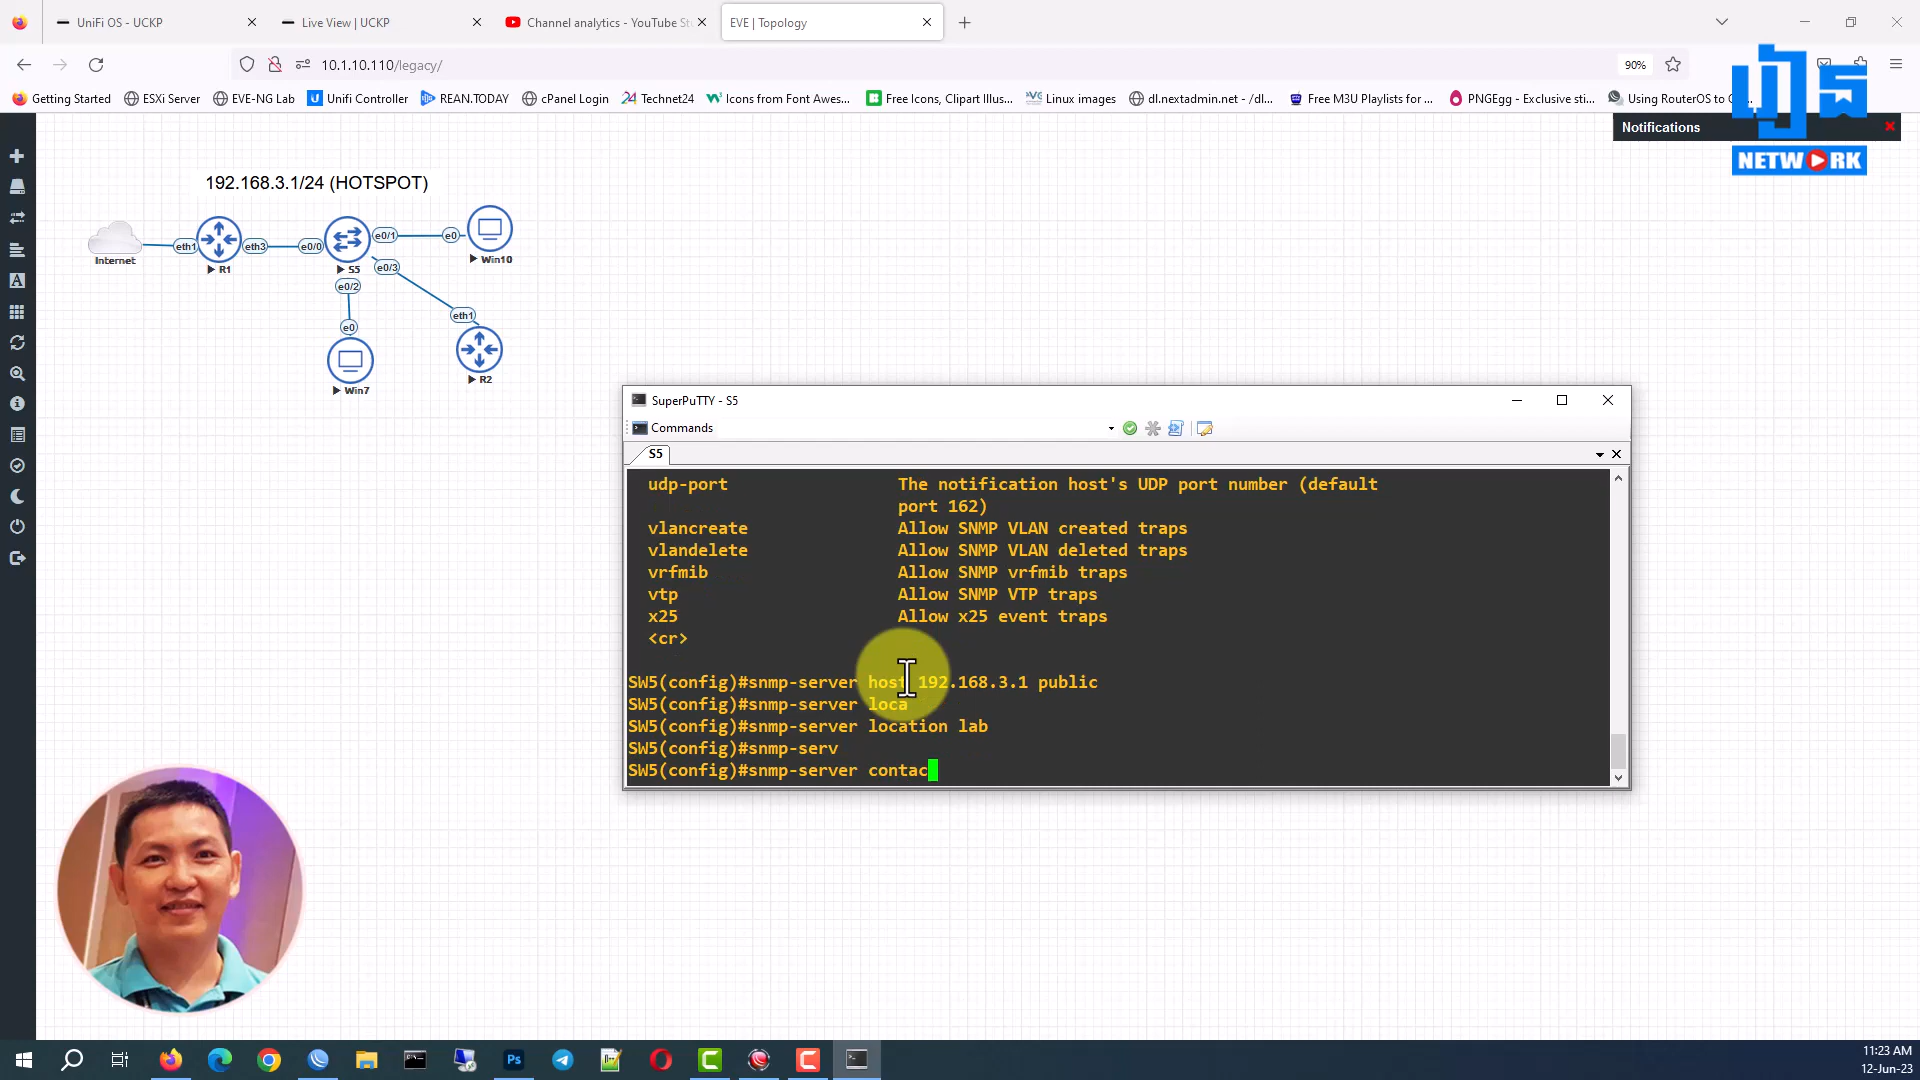 UniFi OS - UCKP
Live View | UCKP
Channel analytics - YouTube St
EVE | Topology
10.1.10.110/legacy/
90%
Getting Started
ESXi Server
EVE-NG Lab
Unifi Controller
REAN.TODAY
cPanel Login
24 Technet24
Icons from Font Awes...
Free Icons, Clipart Illus...
Linux images
dl.nextadmin.net - /dl...
Free M3U Playlists for ...
PNGEgg - Exclusive sti...
Using RouterOS to
Notifications
NETWORK
192.168.3.1/24 (HOTSPOT)
Internet
eth1
R1
eth3
e0/0
S5
e0/1
e0
Win10
e0/3
e0/2
eth1
e0
Win7
R2
SuperPuTTY - S5
Commands
S5
udp-port The notification host's UDP port number (default
port 162)
vlancreate Allow SNMP VLAN created traps
vlandelete Allow SNMP VLAN deleted traps
vrfmib Allow SNMP vrfmib traps
vtp Allow SNMP VTP traps
x25 Allow x25 event traps
<cr>
SW5(config)#snmp-server host 192.168.3.1 public
SW5(config)#snmp-server loca
SW5(config)#snmp-server location lab
SW5(config)#snmp-serv
SW5(config)#snmp-server contac
Ps
11:23 AM
12-Jun-23